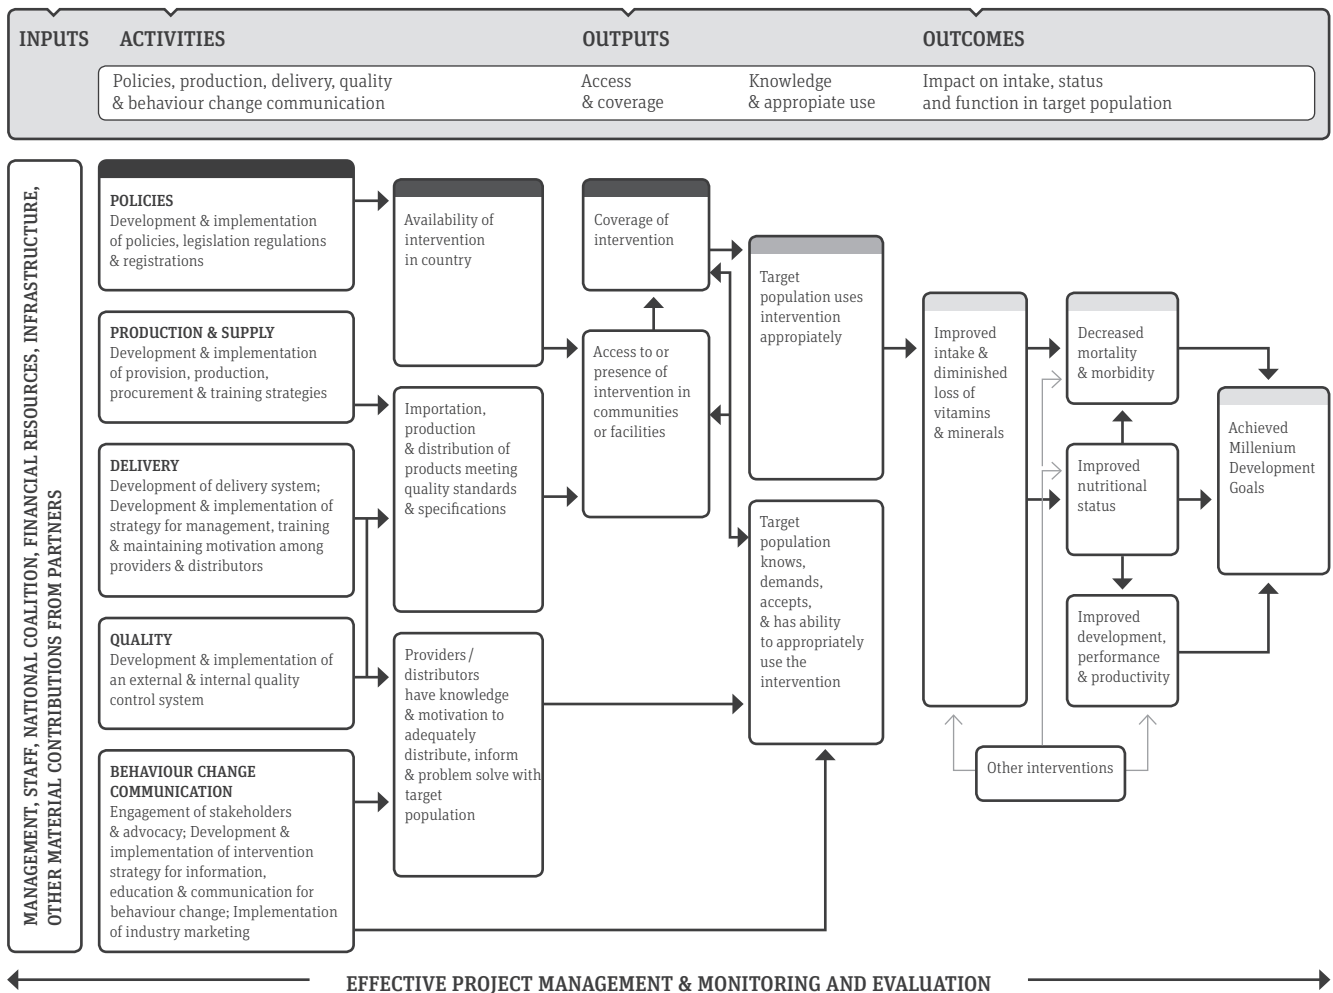 INPUTS
ACTIVITIES
OUTPUTS
OUTCOMES
Policies, production, delivery, quality
& behaviour change communication
Access
& coverage
Knowledge
& appropiate use
Impact on intake, status
and function in target population
MANAGEMENT, STAFF, NATIONAL COALITION, FINANCIAL RESOURCES, INFRASTRUCTURE,
OTHER MATERIAL CONTRIBUTIONS FROM PARTNERS
POLICIES
Development & implementation
of policies, legislation regulations
& registrations
PRODUCTION & SUPPLY
Development & implementation
of provision, production,
procurement & training strategies
DELIVERY
Development of delivery system;
Development & implementation of
strategy for management, training
& maintaining motivation among
providers & distributors
QUALITY
Development & implementation of
an external & internal quality
control system
BEHAVIOUR CHANGE
COMMUNICATION
Engagement of stakeholders
& advocacy; Development &
implementation of intervention
strategy for information,
education & communication for
behaviour change; Implementation
of industry marketing
Availability of
intervention
in country
Importation,
production
& distribution of
products meeting
quality standards
& specifications
Providers/
distributors
have knowledge
& motivation to
adequately
distribute, inform
& problem solve with
target
population
Coverage of
intervention
Access to or
presence of
intervention in
communities
or facilities
Target
population uses
intervention
appropiately
Target
population
knows,
demands,
accepts,
& has ability
to appropriately
use the
intervention
Improved
intake &
diminished
loss of
vitamins
& minerals
Decreased
mortality
& morbidity
Improved
nutritional
status
Improved
development,
performance
& productivity
Achieved
Millenium
Development
Goals
Other interventions
EFFECTIVE PROJECT MANAGEMENT & MONITORING AND EVALUATION